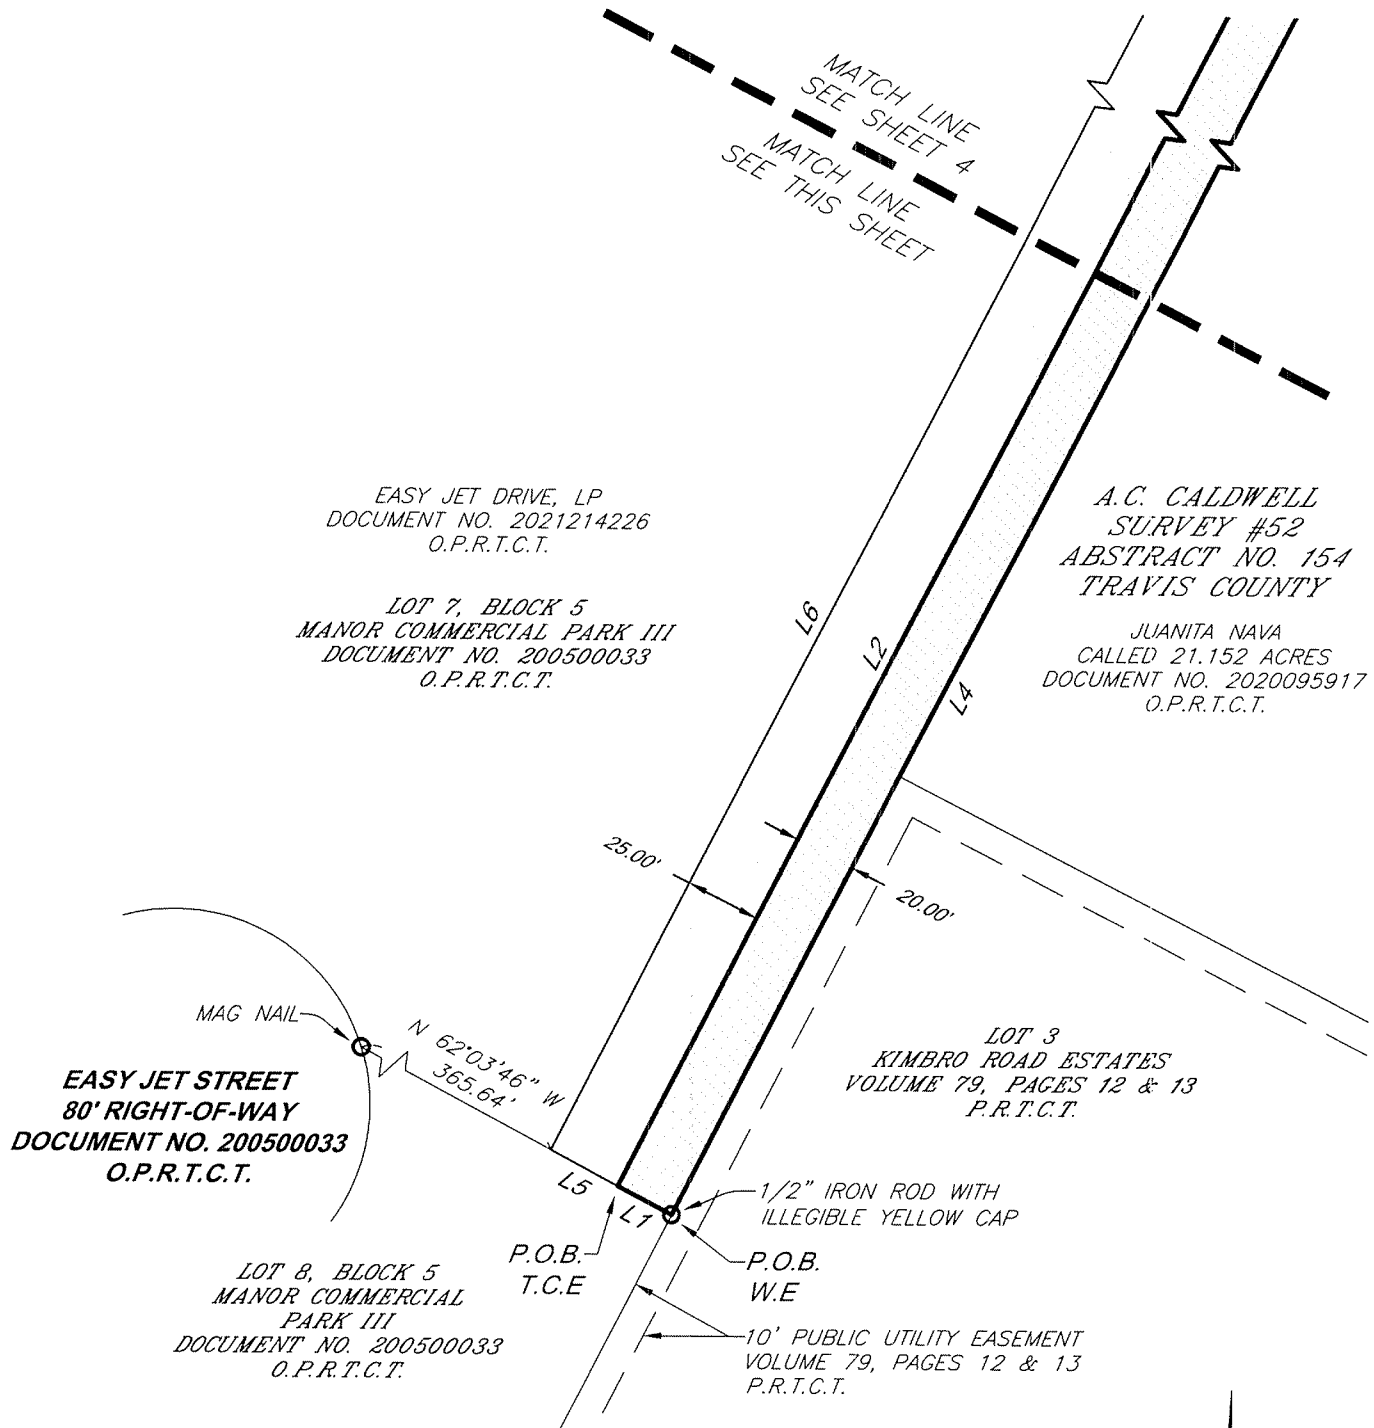 MATCH LINE
SEE SHEET 4
MATCH LINE
SEE THIS SHEET
EASY JET DRIVE, LP
DOCUMENT NO. 2021214226
O.P.R.T.C.T.
LOT 7, BLOCK 5
MANOR COMMERCIAL PARK III
DOCUMENT NO. 200500033
O.P.R.T.C.T.
A.C. CALDWELL
SURVEY #52
ABSTRACT NO. 154
TRAVIS COUNTY
JUANITA NAVA
CALLED 21.152 ACRES
DOCUMENT NO. 2020095917
O.P.R.T.C.T.
L6
L2
L4
25.00'
20.00'
MAG NAIL
N 62°03'46" W
365.64'
EASY JET STREET
80' RIGHT-OF-WAY
DOCUMENT NO. 200500033
O.P.R.T.C.T.
LOT 3
KIMBRO ROAD ESTATES
VOLUME 79, PAGES 12 & 13
P.R.T.C.T.
L5
L1
1/2" IRON ROD WITH
ILLEGIBLE YELLOW CAP
P.O.B.
T.C.E
P.O.B.
W.E
LOT 8, BLOCK 5
MANOR COMMERCIAL
PARK III
DOCUMENT NO. 200500033
O.P.R.T.C.T.
10' PUBLIC UTILITY EASEMENT
VOLUME 79, PAGES 12 & 13
P.R.T.C.T.